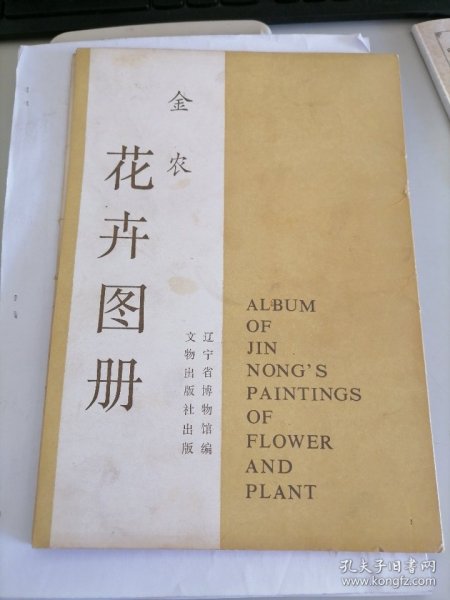 金农
花卉图册
辽宁省博物馆编
文物出版社出版
ALBUM
OF
JIN
NONG'S
PAINTINGS
OF
FLOWER
AND
PLANT
孔夫子旧书网
www.kongfz.com